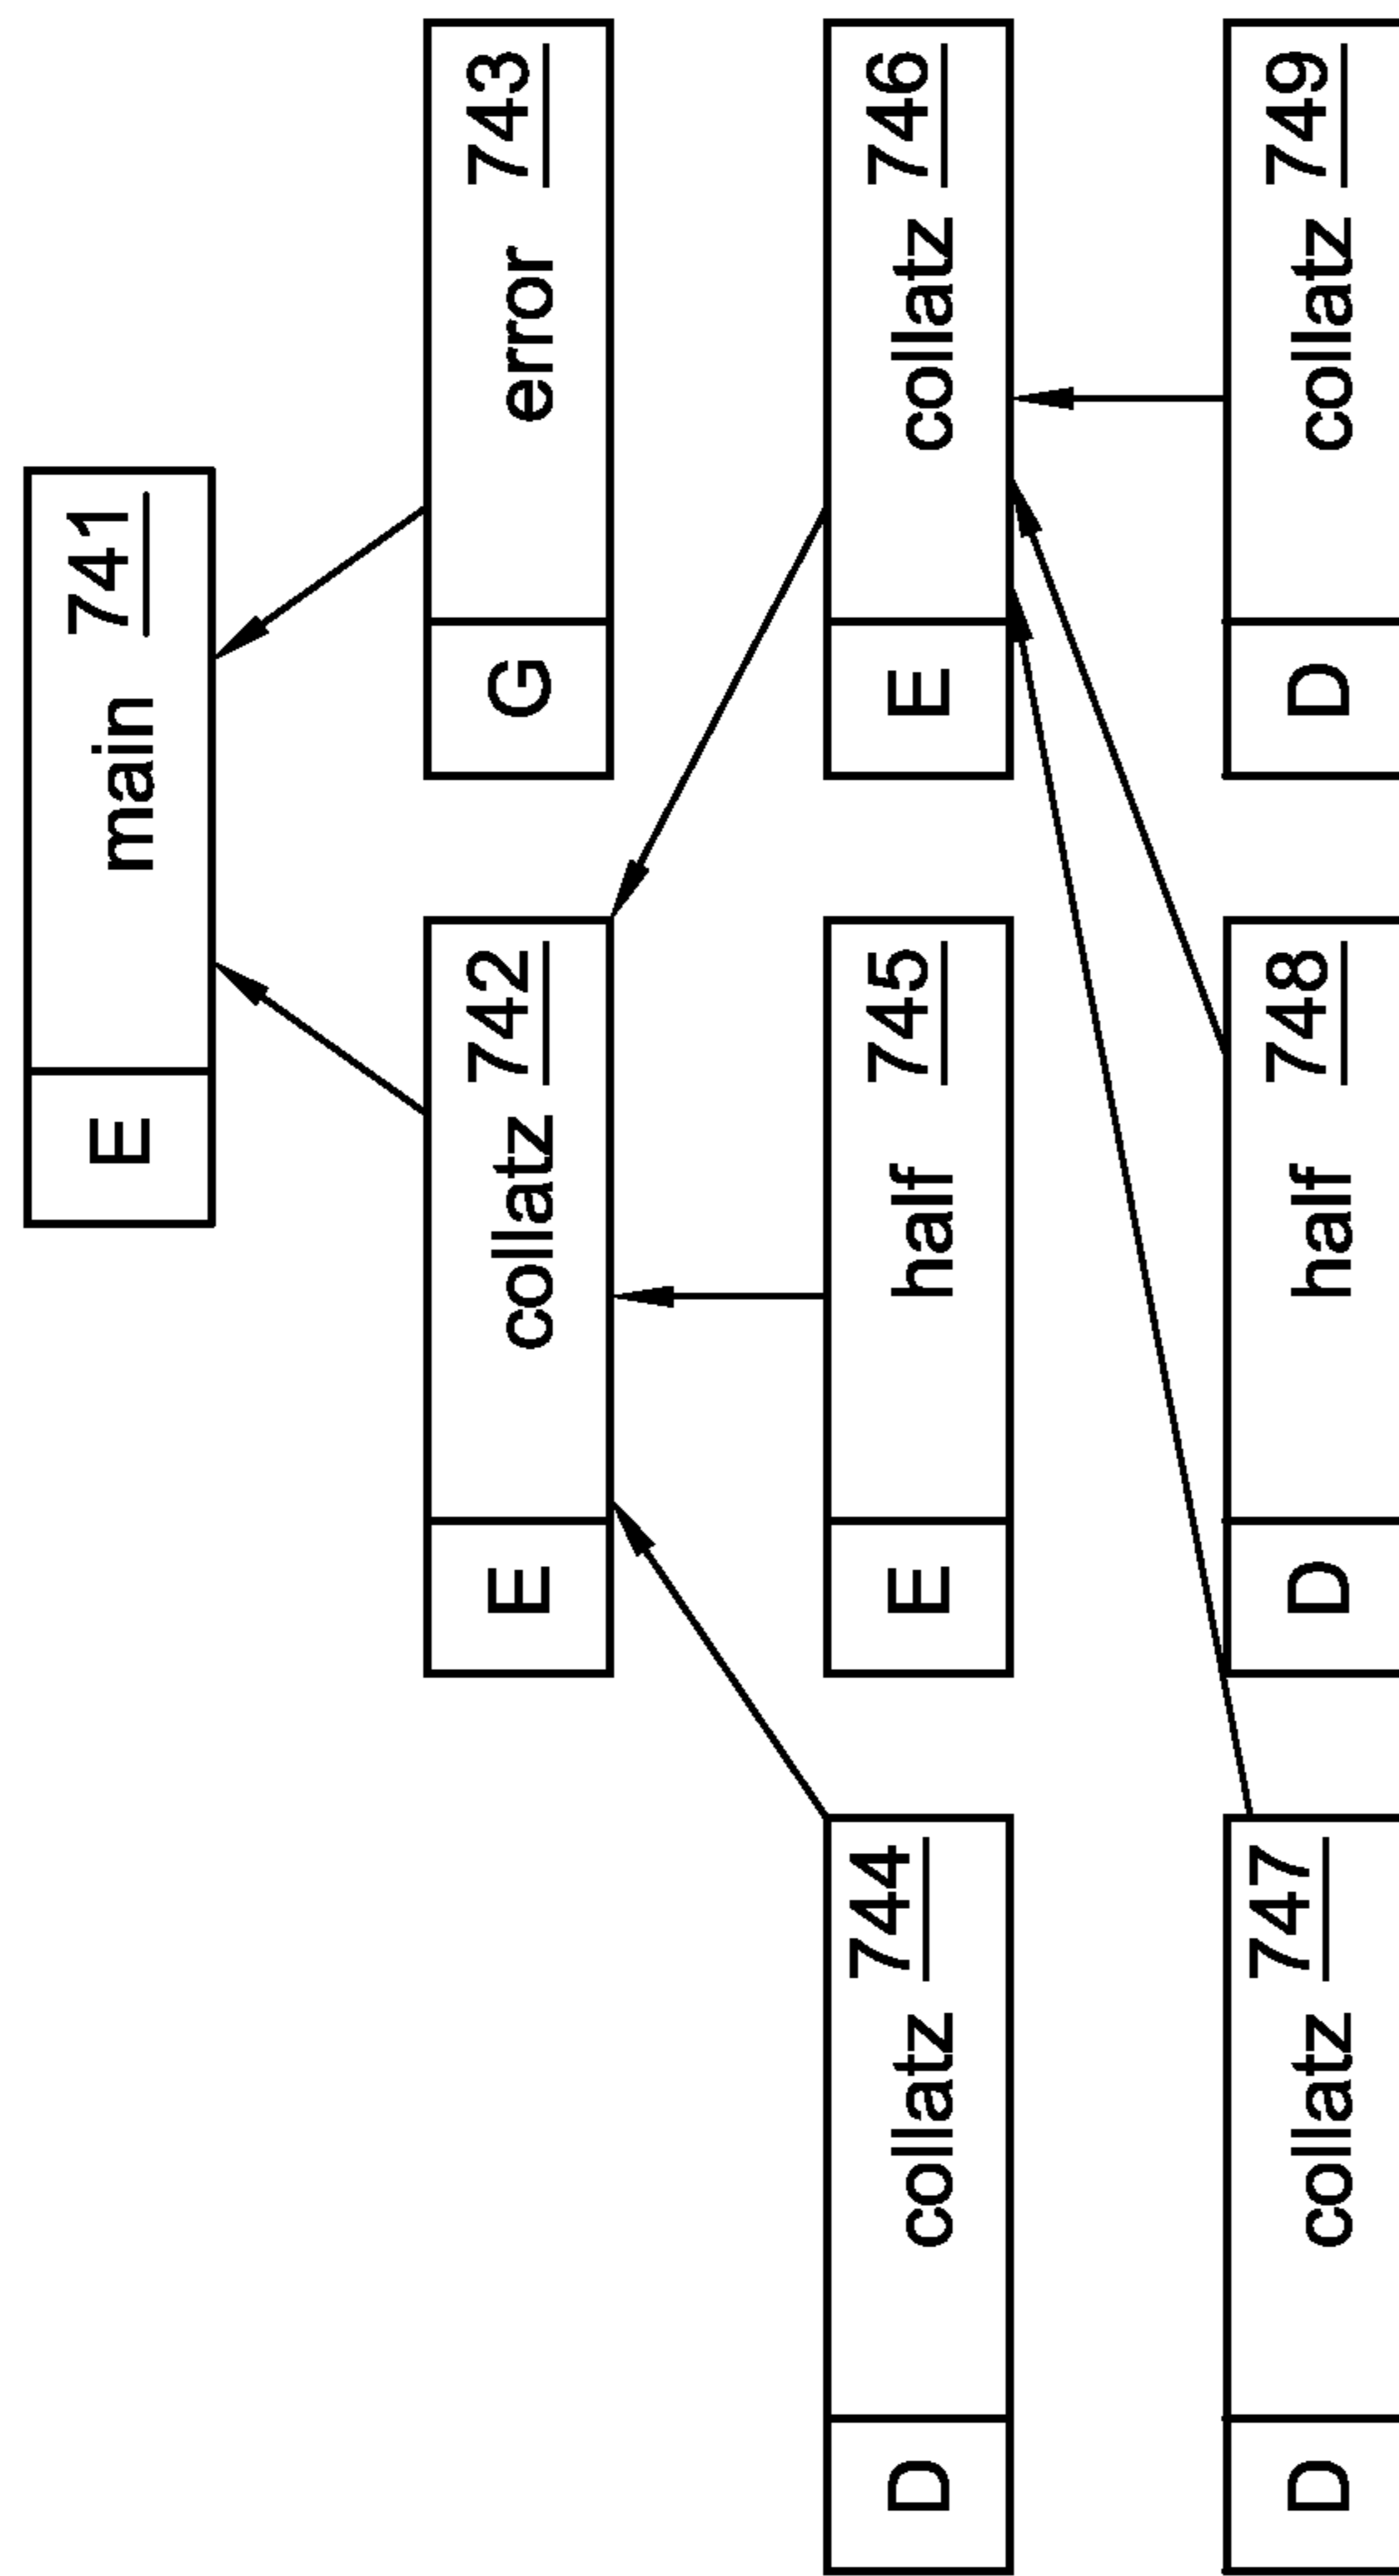 E main 741
E collatz 742
G error 743
D collatz 744
E half 745
E collatz 746
D collatz 747
D half 748
D collatz 749